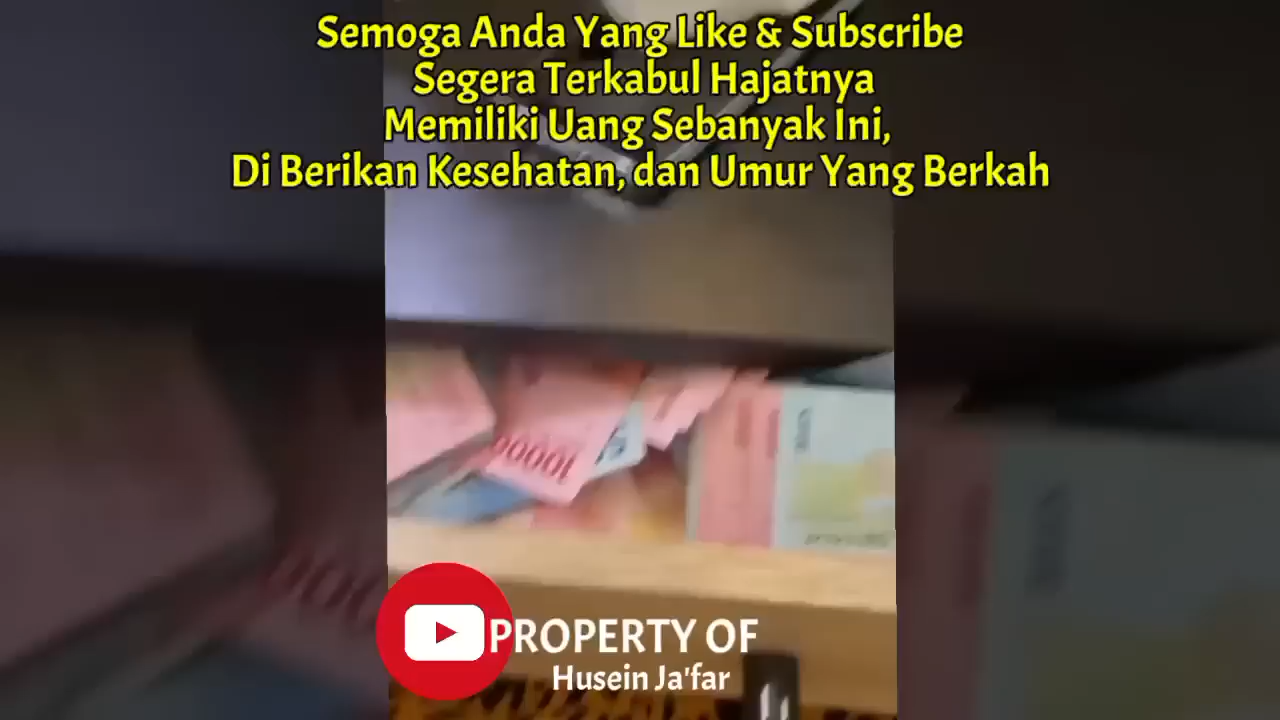 Semoga Anda Yang Like & Subscribe
Segera Terkabul Hajatnya
Memiliki Uang Sebanyak Ini,
Di Berikan Kesehatan, dan Umur Yang Berkah
100000
PROPERTY OF
Husein Ja'far